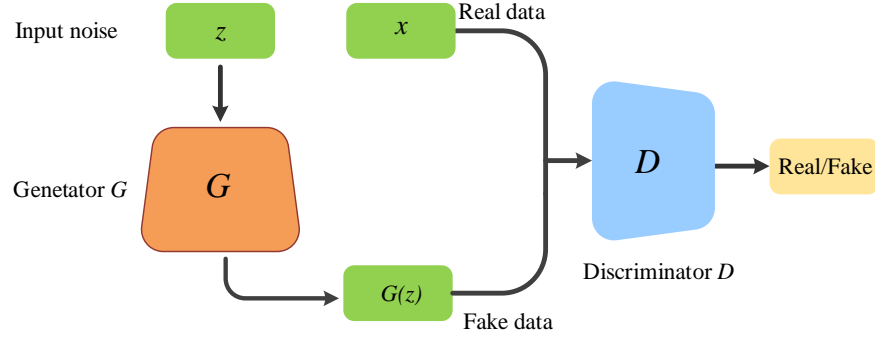 Input noise
z
x
Real data
Genetator G
G
D
Real/Fake
Discriminator D
G(z)
Fake data